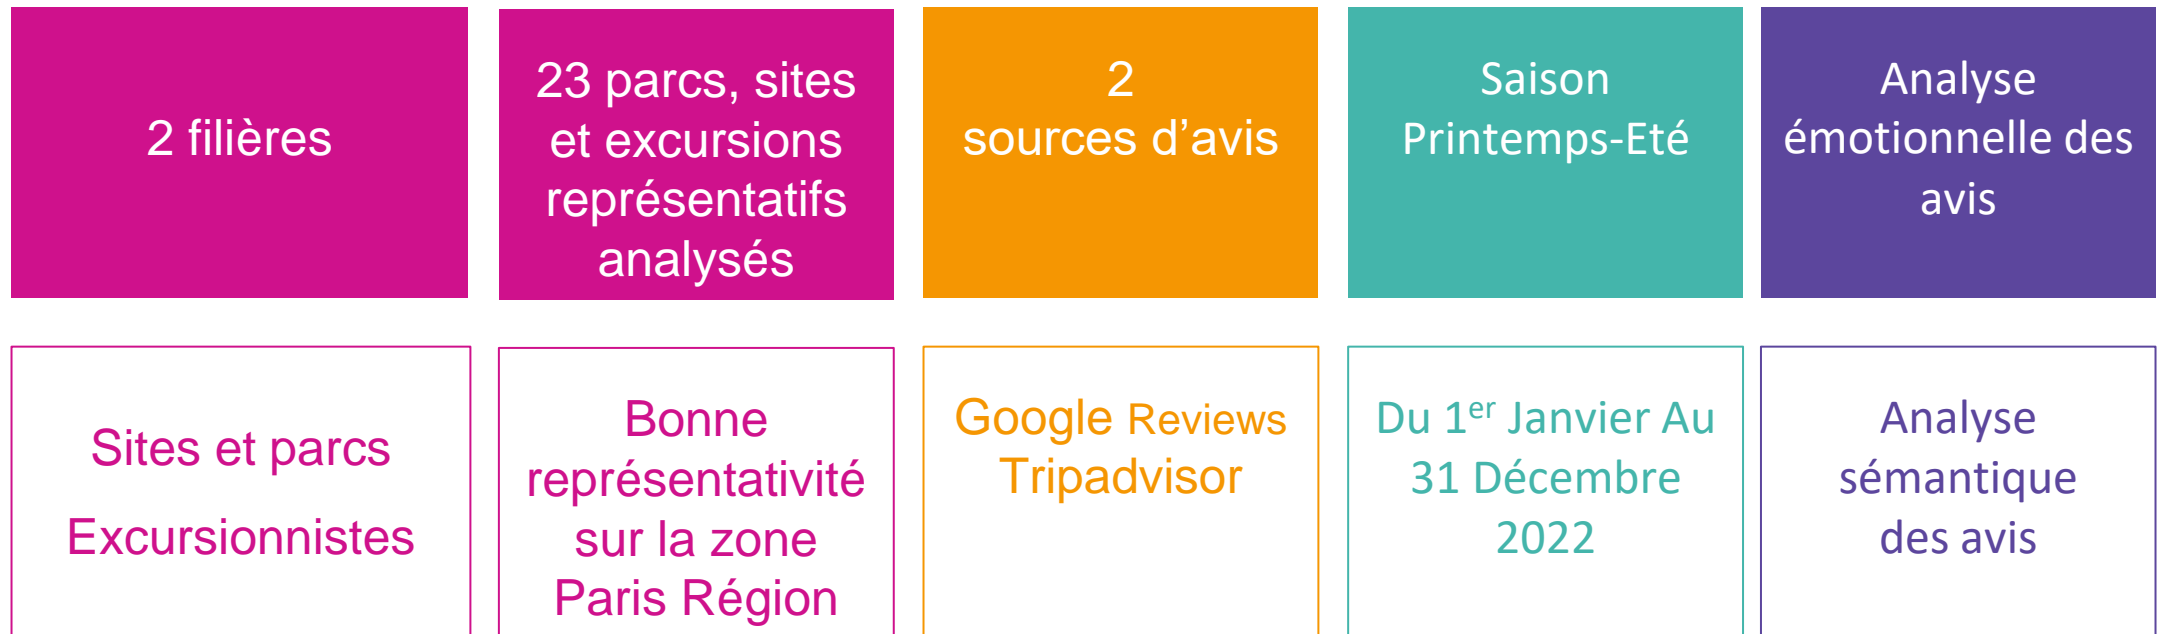 2 filières
23 parcs, sites
et excursions
représentatifs
analysés
2
sources d’avis
Saison
Printemps-Eté
Analyse
émotionnelle des
avis
Sites et parcs
Excursionnistes
Bonne
représentativité
sur la zone
Paris Région
Google Reviews
Tripadvisor
Du 1er Janvier Au
31 Décembre
2022
Analyse
sémantique
des avis